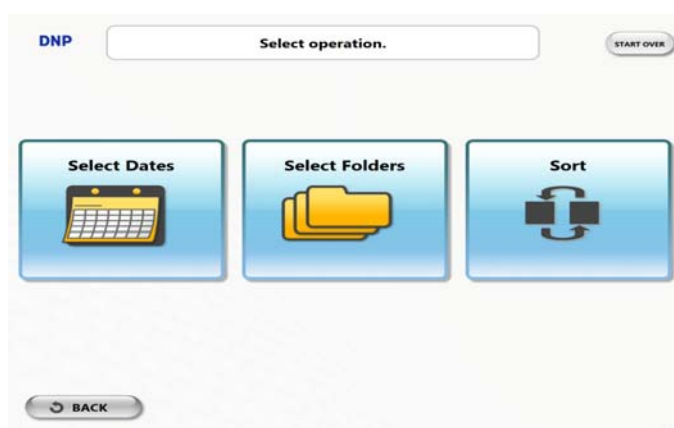 DNP
Select operation.
START OVER
Select Dates
Select Folders
Sort
BACK